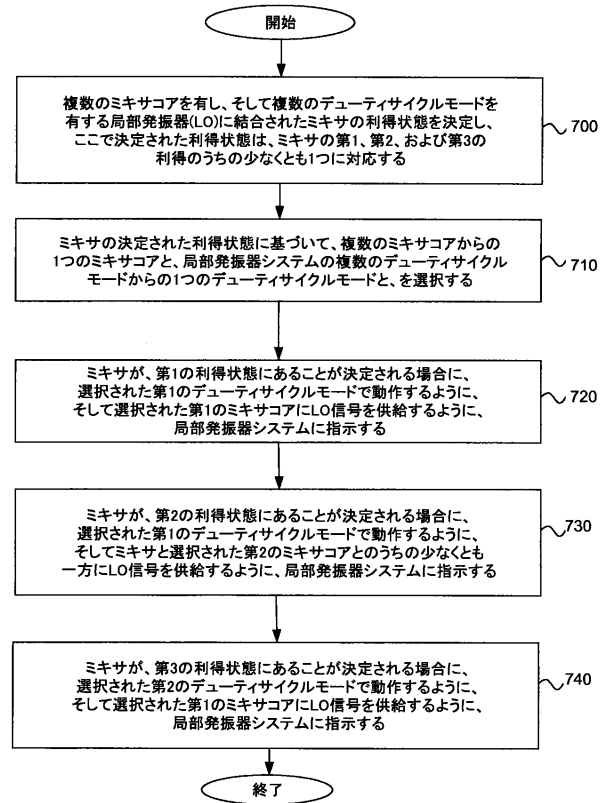 開始
複数のミキサコアを有し、そして複数のデューティサイクルモードを
有する局部発振器(LO)に結合されたミキサの利得状態を決定し、
ここで決定された利得状態は、ミキサの第1、第2、および第3の
利得のうちの少なくとも1つに対応する
700
ミキサの決定された利得状態に基づいて、複数のミキサコアからの
1つのミキサコアと、局部発振器システムの複数のデューティサイクル
モードからの1つのデューティサイクルモードと、を選択する
710
ミキサが、第1の利得状態にあることが決定される場合に、
選択された第1のデューティサイクルモードで動作するように、
そして選択された第1のミキサコアにLO信号を供給するように、
局部発振器システムに指示する
720
ミキサが、第2の利得状態にあることが決定される場合に、
選択された第1のデューティサイクルモードで動作するように、
そしてミキサと選択された第2のミキサコアとのうちの少なくとも
一方にLO信号を供給するように、局部発振器システムに指示する
730
ミキサが、第3の利得状態にあることが決定される場合に、
選択された第2のデューティサイクルモードで動作するように、
そして選択された第1のミキサコアにLO信号を供給するように、
局部発振器システムに指示する
740
終了